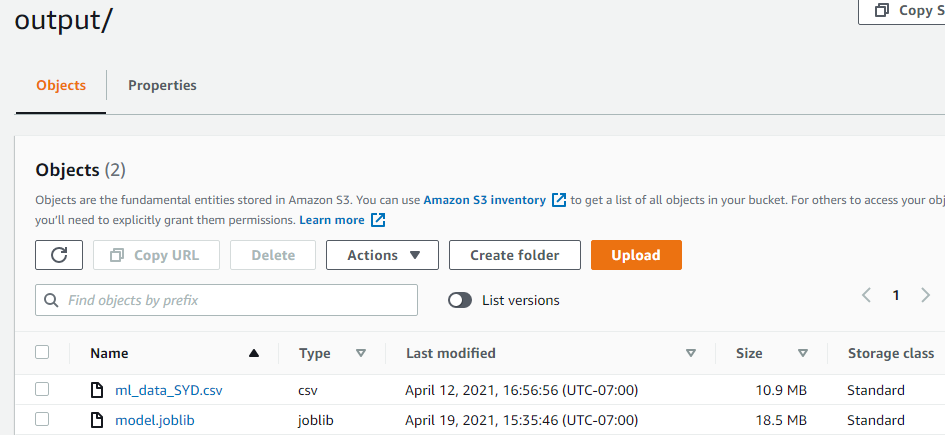 output/
Copy S
Objects Properties
Objects (2)
Objects are the fundamental entities stored in Amazon S3. You can use Amazon S3 inventory to get a list of all objects in your bucket. For others to access your obj
you'll need to explicitly grant them permissions. Learn more
Copy URL Delete Actions Create folder Upload
Find objects by prefix List versions 1
Name Type Last modified Size Storage class
ml_data_SYD.csv csv April 12, 2021, 16:56:56 (UTC-07:00) 10.9 MB Standard
model.joblib joblib April 19, 2021, 15:35:46 (UTC-07:00) 18.5 MB Standard